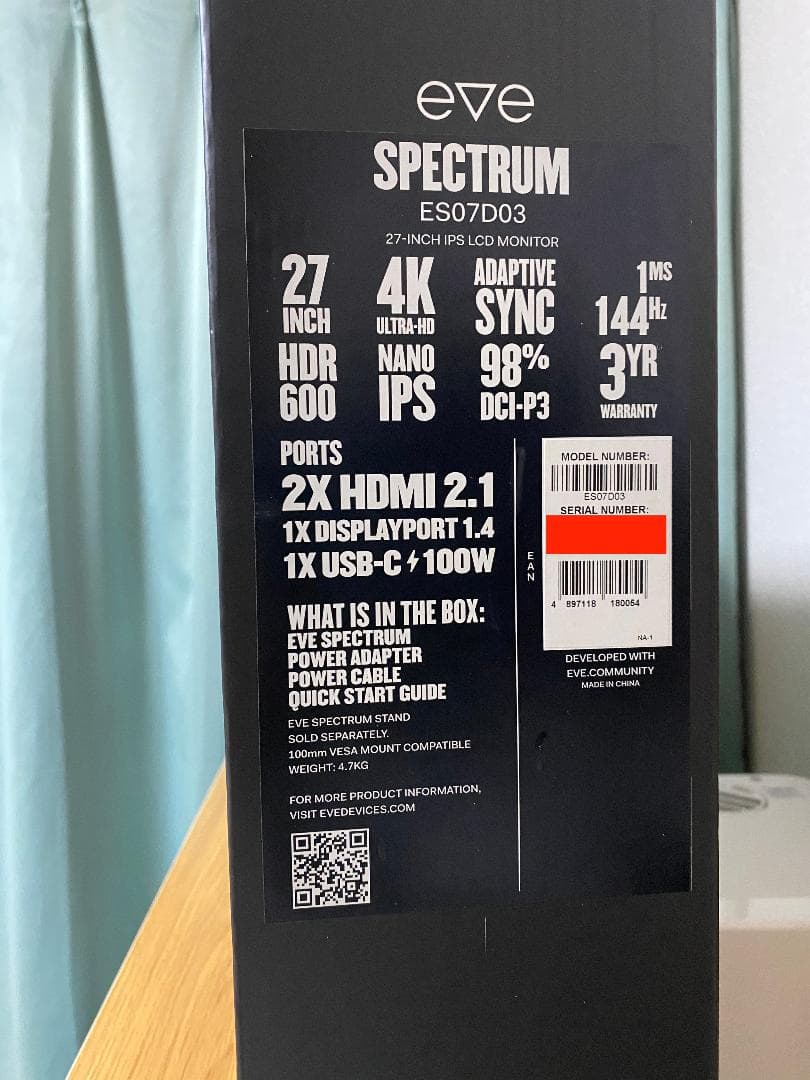 eve
SPECTRUM
ES07D03
27-INCH IPS LCD MONITOR
27
INCH
4K
ULTRA-HD
ADAPTIVE
SYNC
1MS
144Hz
HDR
600
NANO
IPS
98%
DCI-P3
3YR
WARRANTY
PORTS
2X HDMI 2.1
1X DISPLAYPORT 1.4
1X USB-C 100W
WHAT IS IN THE BOX:
EVE SPECTRUM
POWER ADAPTER
POWER CABLE
QUICK START GUIDE
EVE SPECTRUM STAND
SOLD SEPARATELY.
100mm VESA MOUNT COMPATIBLE
WEIGHT: 4.7KG
FOR MORE PRODUCT INFORMATION,
VISIT EVEDEVICES.COM
EAN
MODEL NUMBER:
ES07D03
SERIAL NUMBER:
4 897118 180054
NA-1
DEVELOPED WITH
EVE.COMMUNITY
MADE IN CHINA